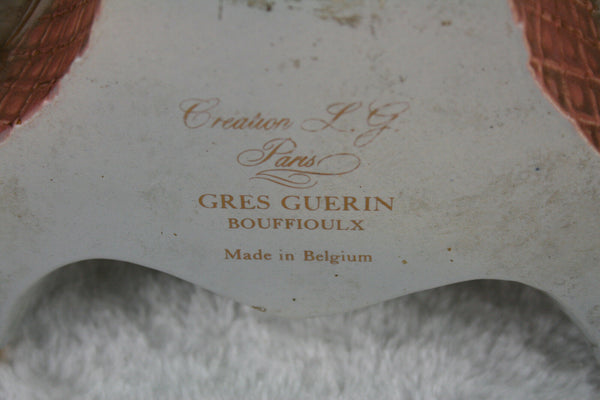 Creation L.G.
Paris
GRES GUERIN
BOUFFIOULX
Made in Belgium